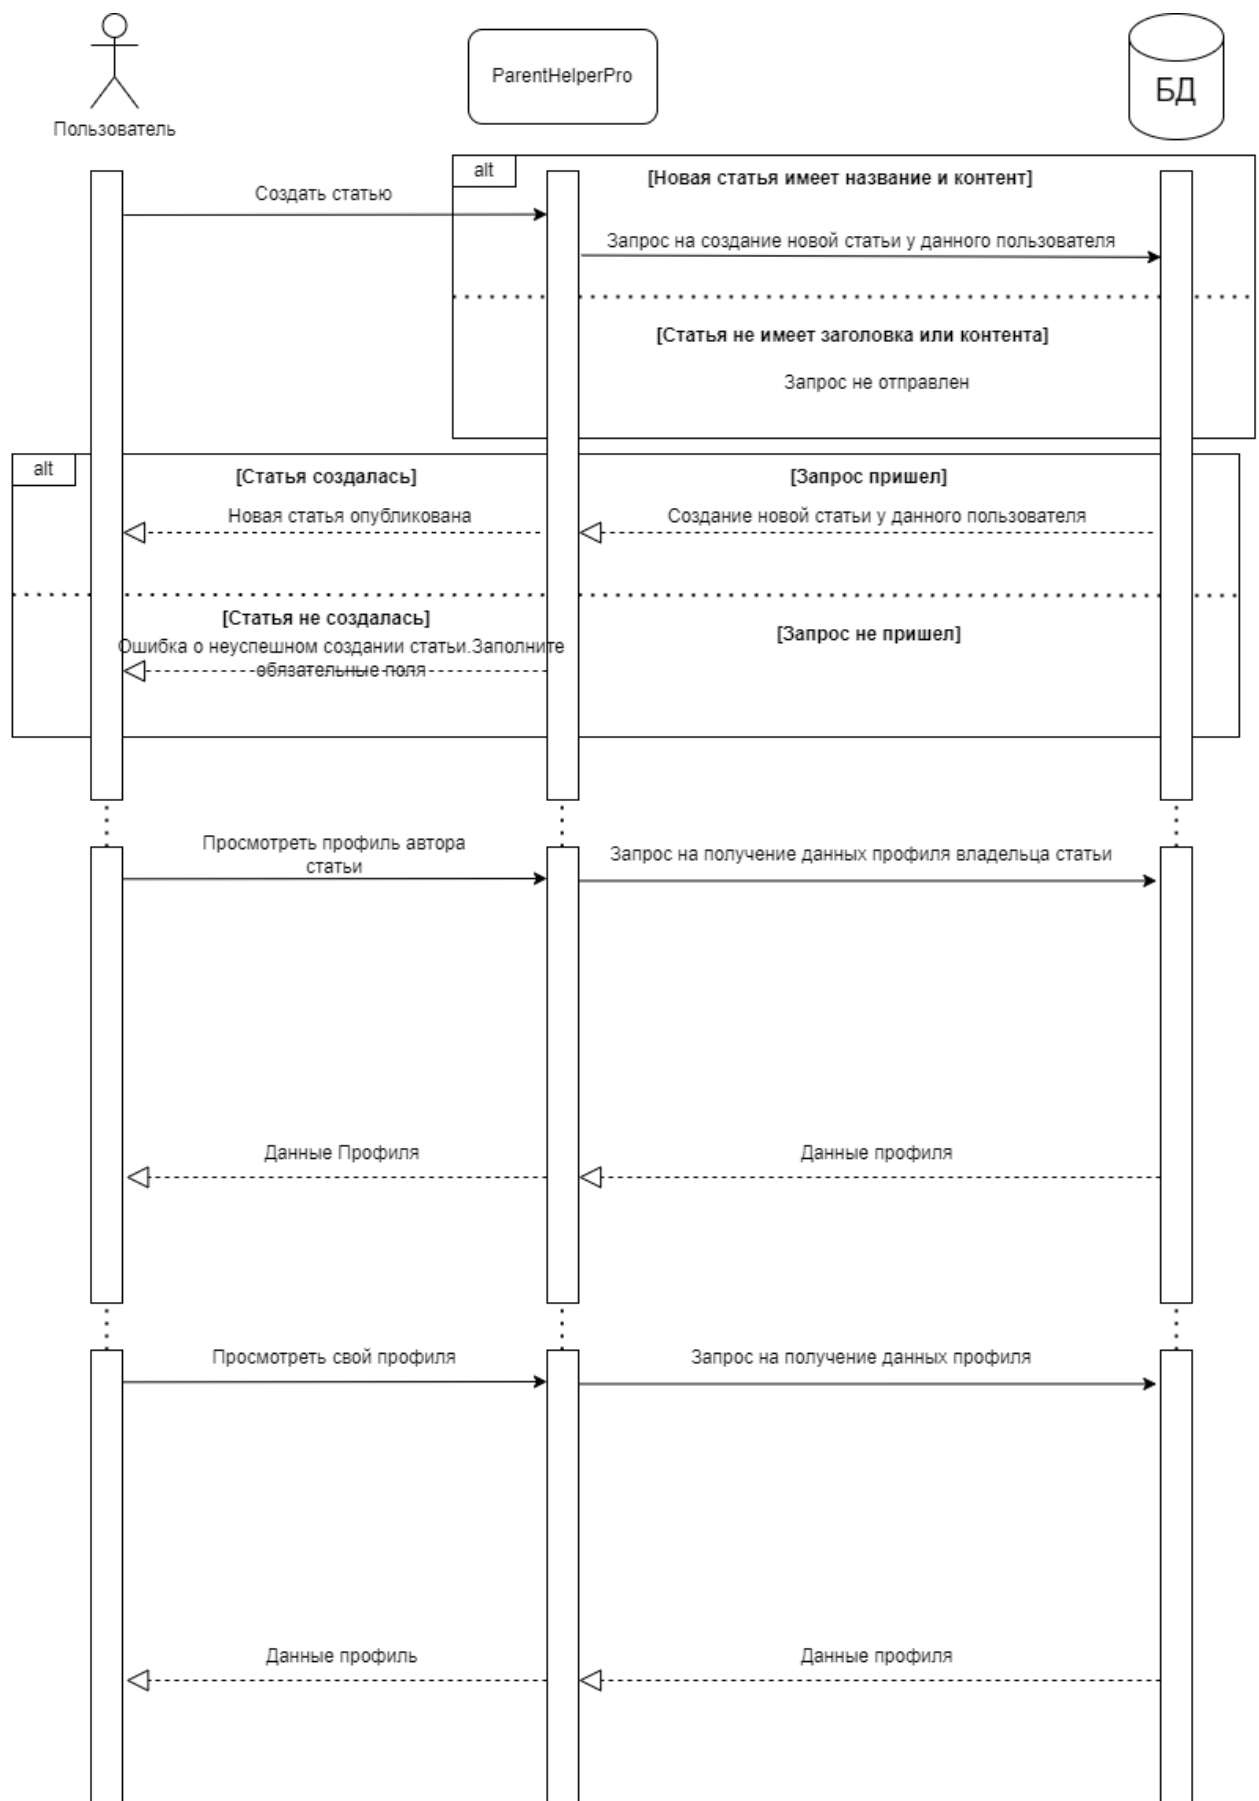 Пользователь
ParentHelperPro
БД
alt
[Новая статья имеет название и контент]
Создать статью
Запрос на создание новой статьи у данного пользователя
[Статья не имеет заголовка или контента]
Запрос не отправлен
alt
[Статья создалась]
[Запрос пришел]
Новая статья опубликована
Создание новой статьи у данного пользователя
[Статья не создалась]
[Запрос не пришел]
Ошибка о неуспешном создании статьи.Заполните
обязательные поля
Просмотреть профиль автора
статьи
Запрос на получение данных профиля владельца статьи
Данные Профиля
Данные профиля
Просмотреть свой профиля
Запрос на получение данных профиля
Данные профиль
Данные профиля